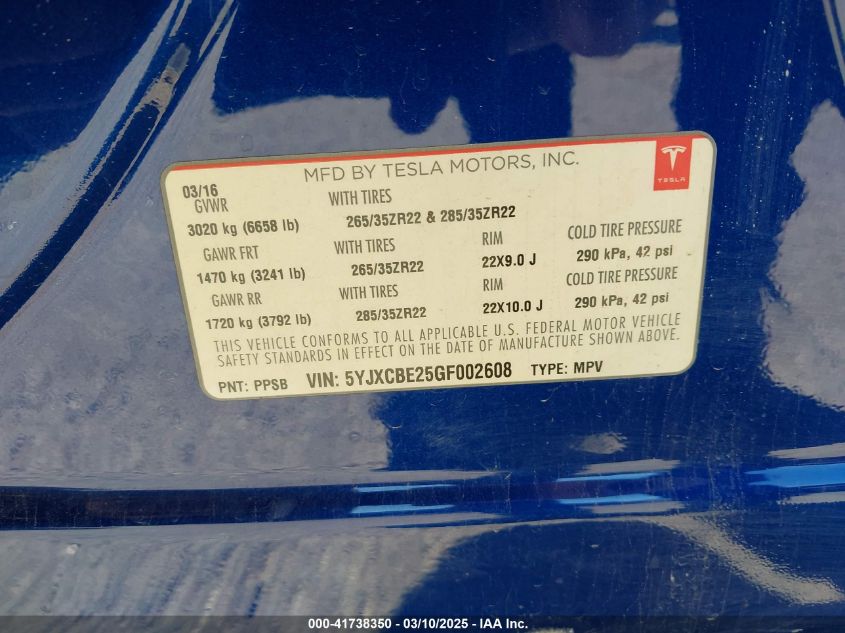 MFD BY TESLA MOTORS, INC.
TESLA
03/16
GVWR WITH TIRES
3020 kg (6658 lb) 265/35ZR22 & 285/35ZR22
GAWR FRT WITH TIRES RIM COLD TIRE PRESSURE
1470 kg (3241 lb) 265/35ZR22 22X9.0 J 290 kPa, 42 psi
GAWR RR WITH TIRES RIM COLD TIRE PRESSURE
1720 kg (3792 lb) 285/35ZR22 22X10.0 J 290 kPa, 42 psi
THIS VEHICLE CONFORMS TO ALL APPLICABLE U.S. FEDERAL MOTOR VEHICLE
SAFETY STANDARDS IN EFFECT ON THE DATE OF MANUFACTURE SHOWN ABOVE.
PNT: PPSB VIN: 5YJXCBE25GF002608 TYPE: MPV
000-41738350 - 03/10/2025 - IAA Inc.